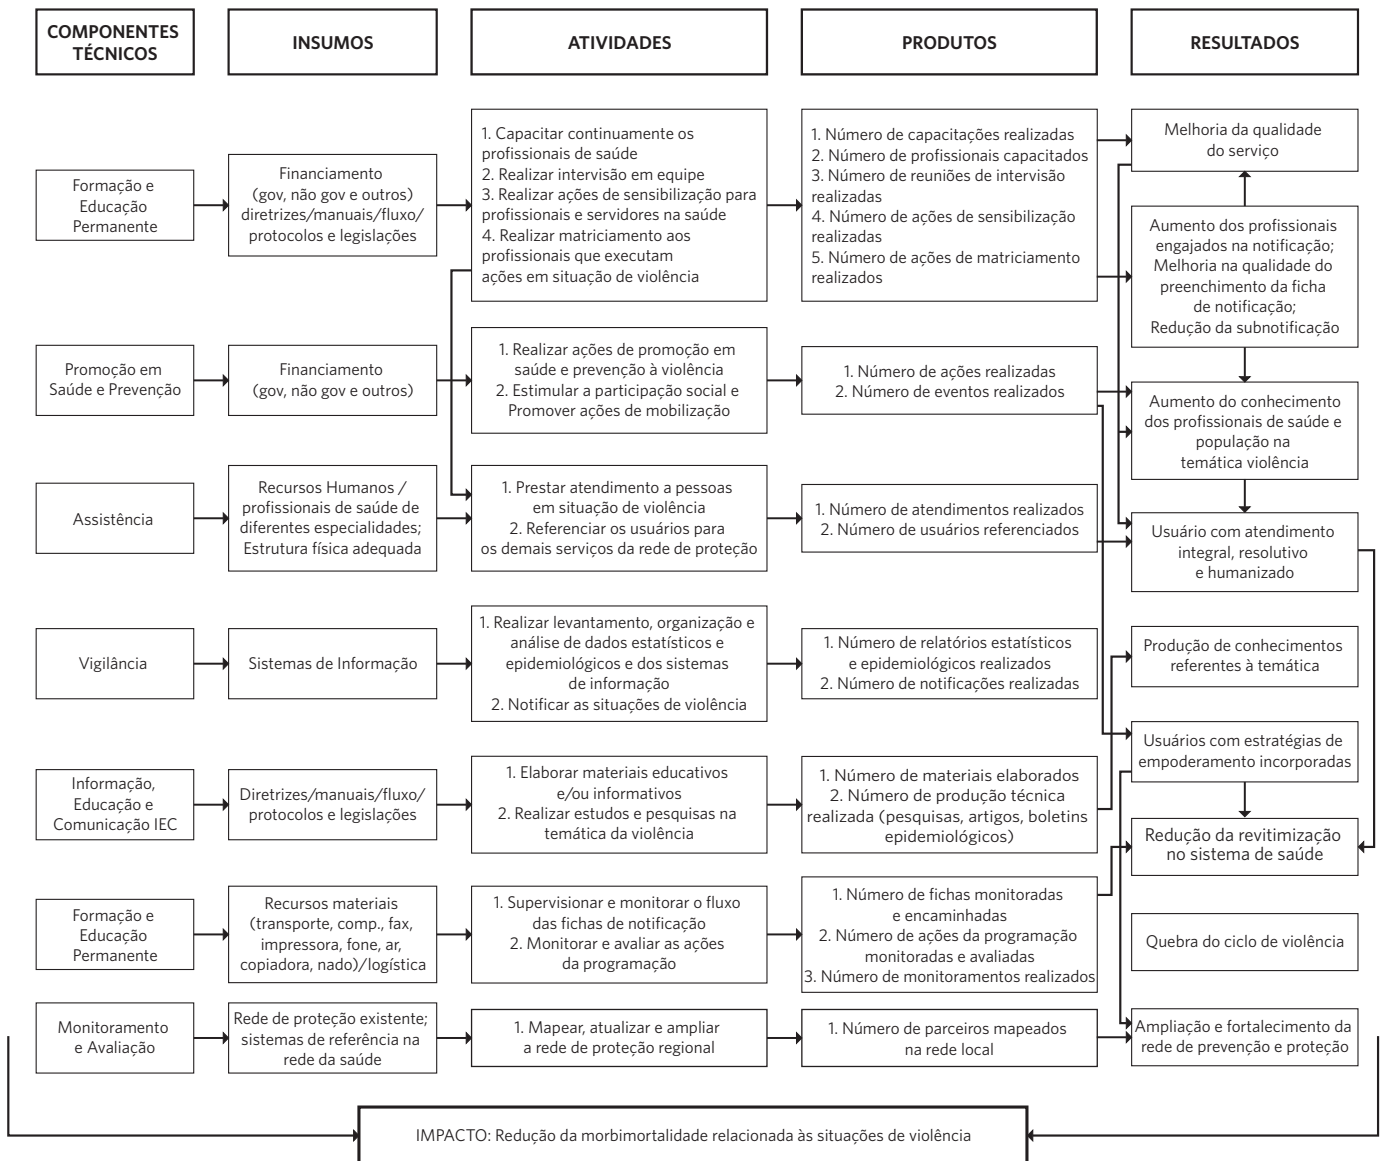 COMPONENTES
TÉCNICOS
INSUMOS
ATIVIDADES
PRODUTOS
RESULTADOS
Formação e
Educação
Permanente
Financiamento
(gov, não gov e outros)
diretrizes/manuais/fluxo/
protocolos e legislações
1. Capacitar continuamente os
profissionais de saúde
2. Realizar intervisão em equipe
3. Realizar ações de sensibilização para
profissionais e servidores na saúde
4. Realizar matriciamento aos
profissionais que executam
ações em situação de violência
1. Número de capacitações realizadas
2. Número de profissionais capacitados
3. Número de reuniões de intervisão
realizadas
4. Número de ações de sensibilização
realizadas
5. Número de ações de matriciamento
realizados
Melhoria da qualidade
do serviço
Aumento dos profissionais
engajados na notificação;
Melhoria na qualidade do
preenchimento da ficha
de notificação;
Redução da subnotificação
Promoção em
Saúde e Prevenção
Financiamento
(gov, não gov e outros)
1. Realizar ações de promoção em
saúde e prevenção à violência
2. Estimular a participação social e
Promover ações de mobilização
1. Número de ações realizadas
2. Número de eventos realizados
Aumento do conhecimento
dos profissionais de saúde e
população na
temática violência
Assistência
Recursos Humanos /
profissionais de saúde de
diferentes especialidades;
Estrutura física adequada
1. Prestar atendimento a pessoas
em situação de violência
2. Referenciar os usuários para
os demais serviços da rede de proteção
1. Número de atendimentos realizados
2. Número de usuários referenciados
Usuário com atendimento
integral, resolutivo
e humanizado
Vigilância
Sistemas de Informação
1. Realizar levantamento, organização e
análise de dados estatísticos e
epidemiológicos e dos sistemas
de informação
2. Notificar as situações de violência
1. Número de relatórios estatísticos
e epidemiológicos realizados
2. Número de notificações realizadas
Produção de conhecimentos
referentes à temática
Usuários com estratégias de
empoderamento incorporadas
Informação,
Educação e
Comunicação IEC
Diretrizes/manuais/fluxo/
protocolos e legislações
1. Elaborar materiais educativos
e/ou informativos
2. Realizar estudos e pesquisas na
temática da violência
1. Número de materiais elaborados
2. Número de produção técnica
realizada (pesquisas, artigos, boletins
epidemiológicos)
Redução da revitimização
no sistema de saúde
Formação e
Educação
Permanente
Recursos materiais
(transporte, comp., fax,
impressora, fone, ar,
copiadora, nado)/logística
1. Supervisionar e monitorar o fluxo
das fichas de notificação
2. Monitorar e avaliar as ações
da programação
1. Número de fichas monitoradas
e encaminhadas
2. Número de ações da programação
monitoradas e avaliadas
3. Número de monitoramentos realizados
Quebra do ciclo de violência
Monitoramento
e Avaliação
Rede de proteção existente;
sistemas de referência na
rede da saúde
1. Mapear, atualizar e ampliar
a rede de proteção regional
1. Número de parceiros mapeados
na rede local
Ampliação e fortalecimento da
rede de prevenção e proteção
IMPACTO: Redução da morbimortalidade relacionada às situações de violência